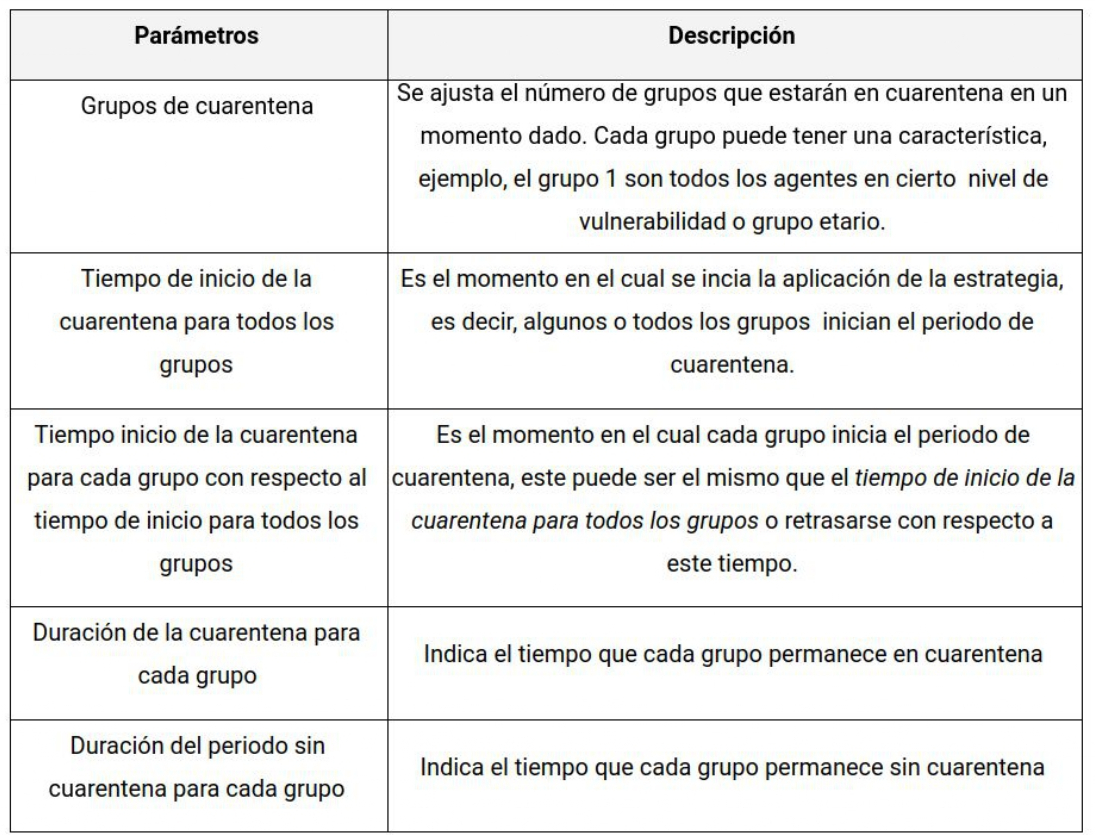 Parámetros
Descripción
Grupos de cuarentena
Se ajusta el número de grupos que estarán en cuarentena en un
momento dado. Cada grupo puede tener una característica,
ejemplo, el grupo 1 son todos los agentes en cierto nivel de
vulnerabilidad o grupo etario.
Tiempo de inicio de la
cuarentena para todos los
grupos
Es el momento en el cual se incia la aplicación de la estrategia,
es decir, algunos o todos los grupos inician el periodo de
cuarentena.
Tiempo inicio de la cuarentena
para cada grupo con respecto al
tiempo de inicio para todos los
grupos
Es el momento en el cual cada grupo inicia el periodo de
cuarentena, este puede ser el mismo que el tiempo de inicio de la
cuarentena para todos los grupos o retrasarse con respecto a
este tiempo.
Duración de la cuarentena para
cada grupo
Indica el tiempo que cada grupo permanece en cuarentena
Duración del periodo sin
cuarentena para cada grupo
Indica el tiempo que cada grupo permanece sin cuarentena